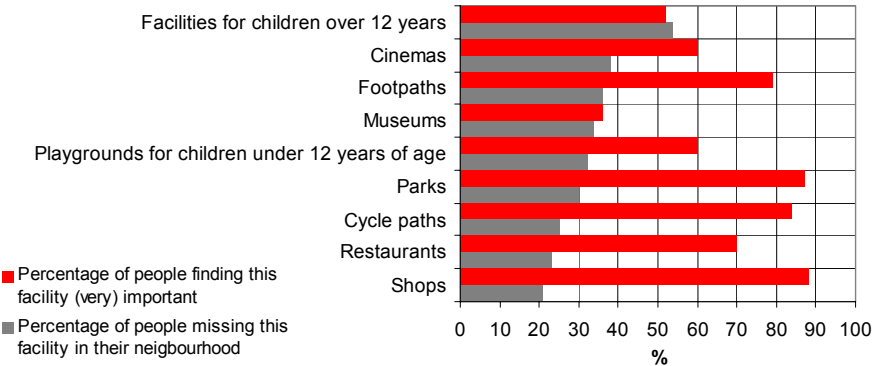 Facilities for children over 12 years
Cinemas
Footpaths
Museums
Playgrounds for children under 12 years of age
Parks
Cycle paths
Restaurants
Shops
Percentage of people finding this
facility (very) important
Percentage of people missing this
facility in their neigbourhood
0 10 20 30 40 50 60 70 80 90 100
%